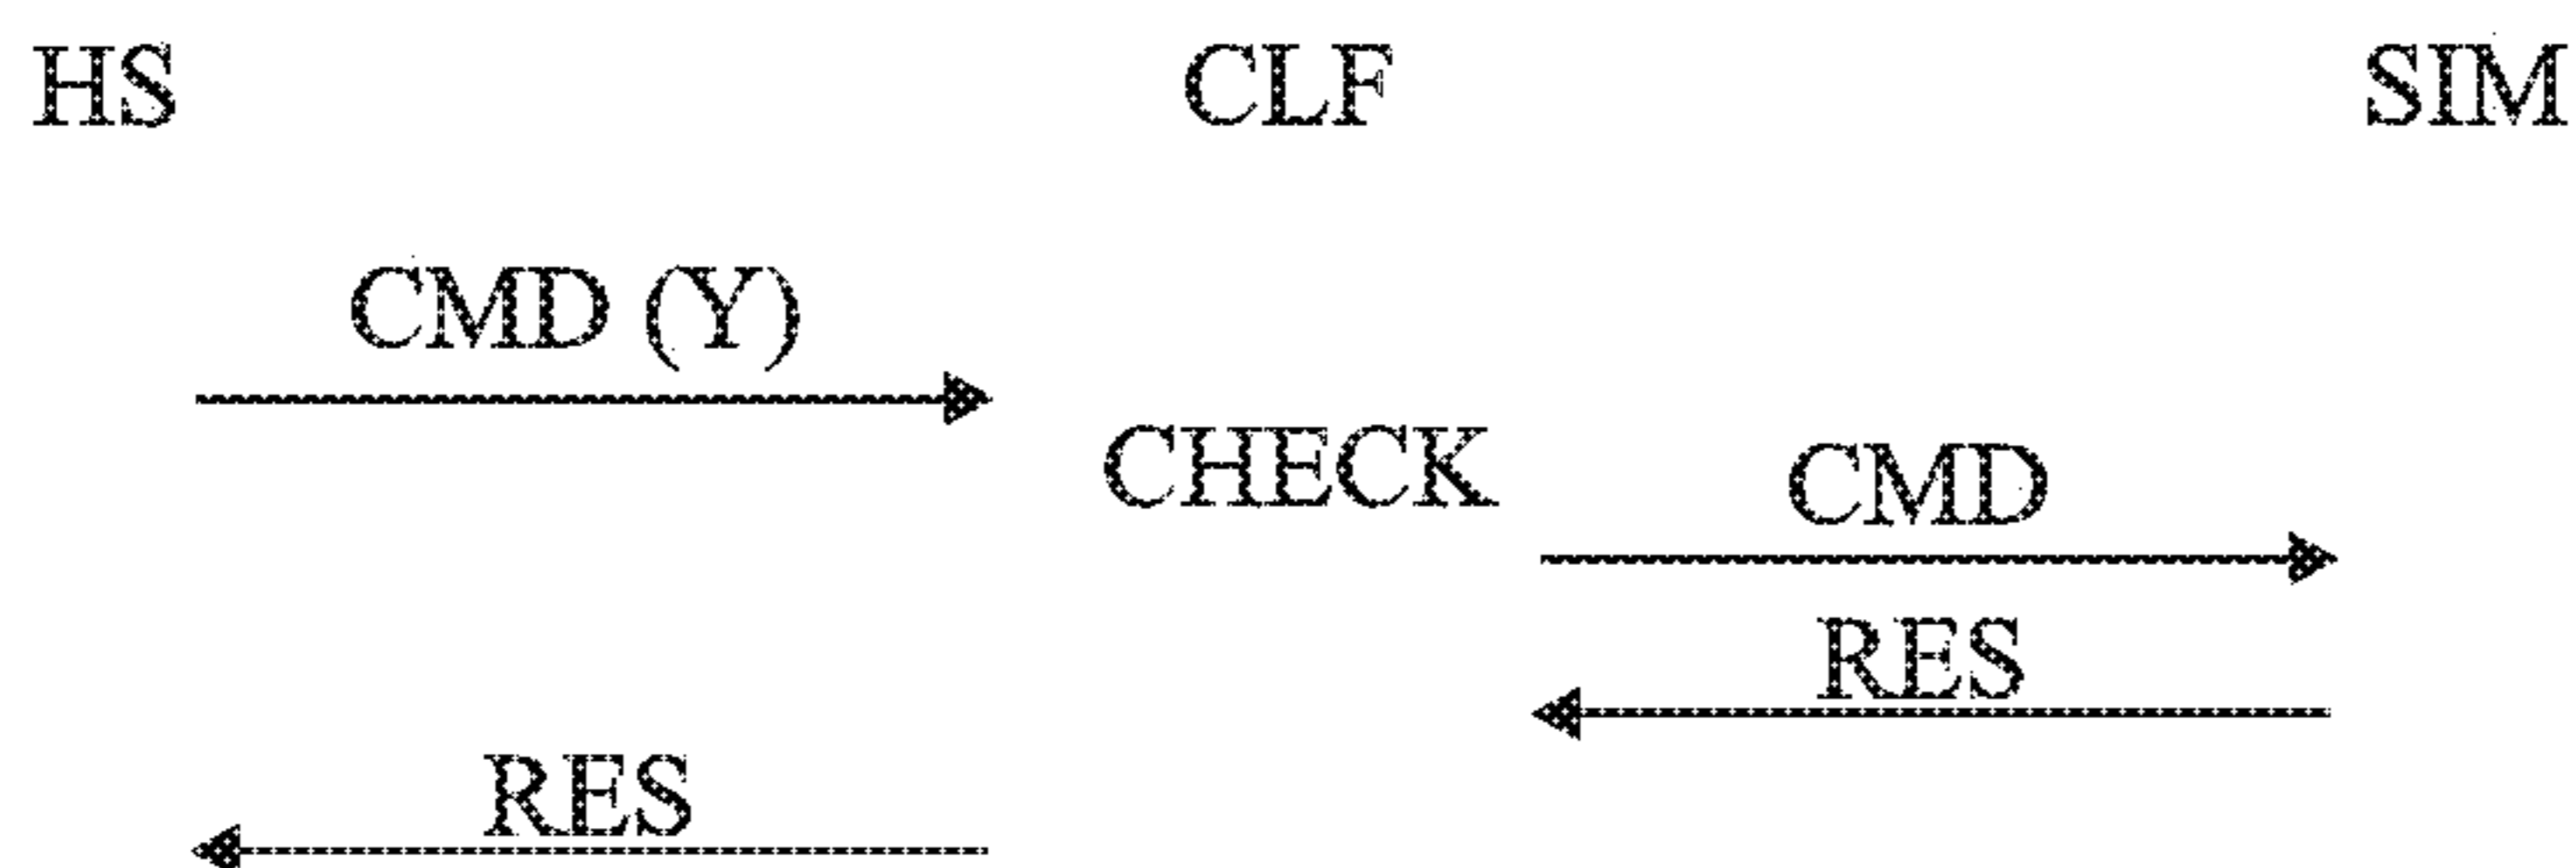 HS CLF SIM
CMD (Y)
CHECK
CMD
RES
RES